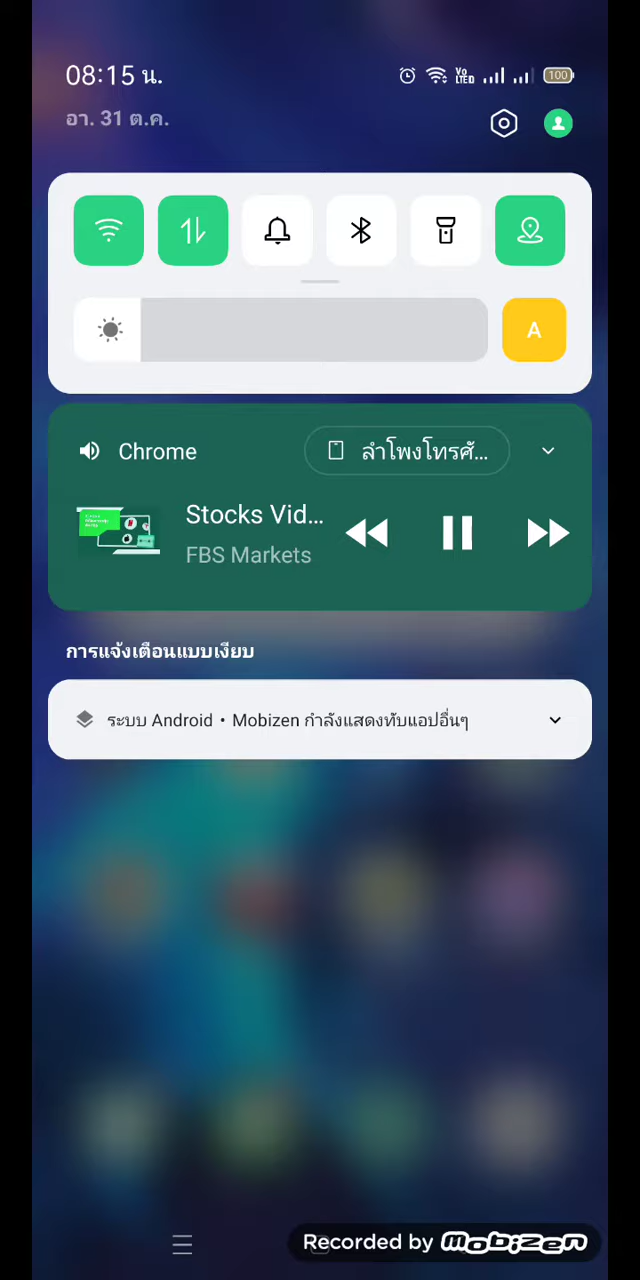 08:15 น.
Vo
LTED
100
อา. 31 ต.ค.
A
Chrome
ลำโพงโทรศั...
Stocks Vid...
FBS Markets
การแจ้งเตือนแบบเงียบ
ระบบ Android • Mobizen กำลังแสดงทับแอปอื่นๆ
Recorded by mobizen